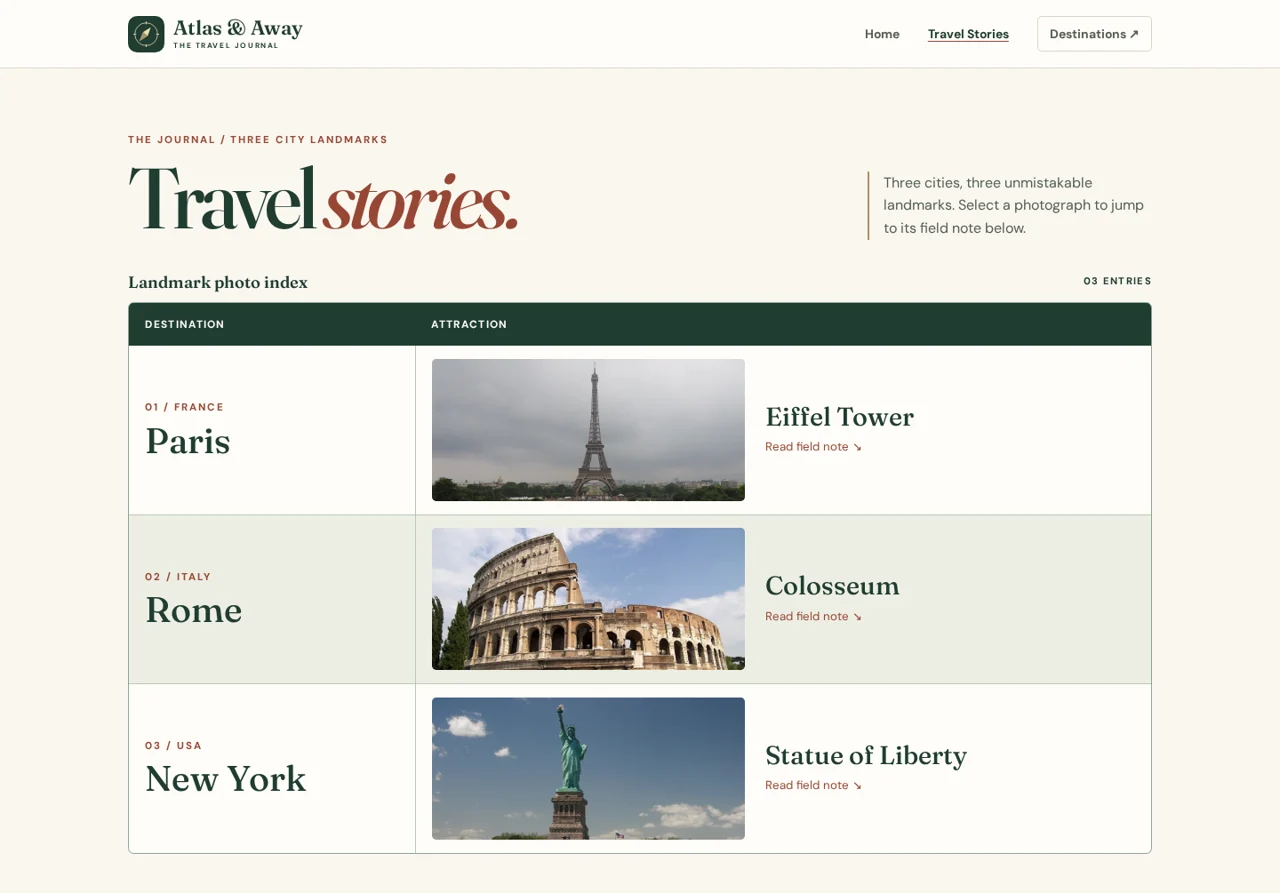 Atlas & Away
THE TRAVEL JOURNAL
Home
Travel Stories
Destinations ↗
THE JOURNAL / THREE CITY LANDMARKS
Travel stories.
Three cities, three unmistakable
landmarks. Select a photograph to jump
to its field note below.
Landmark photo index
03 ENTRIES
DESTINATION
ATTRACTION
01 / FRANCE
Paris
Eiffel Tower
Read field note ↘
02 / ITALY
Rome
Colosseum
Read field note ↘
03 / USA
New York
Statue of Liberty
Read field note ↘